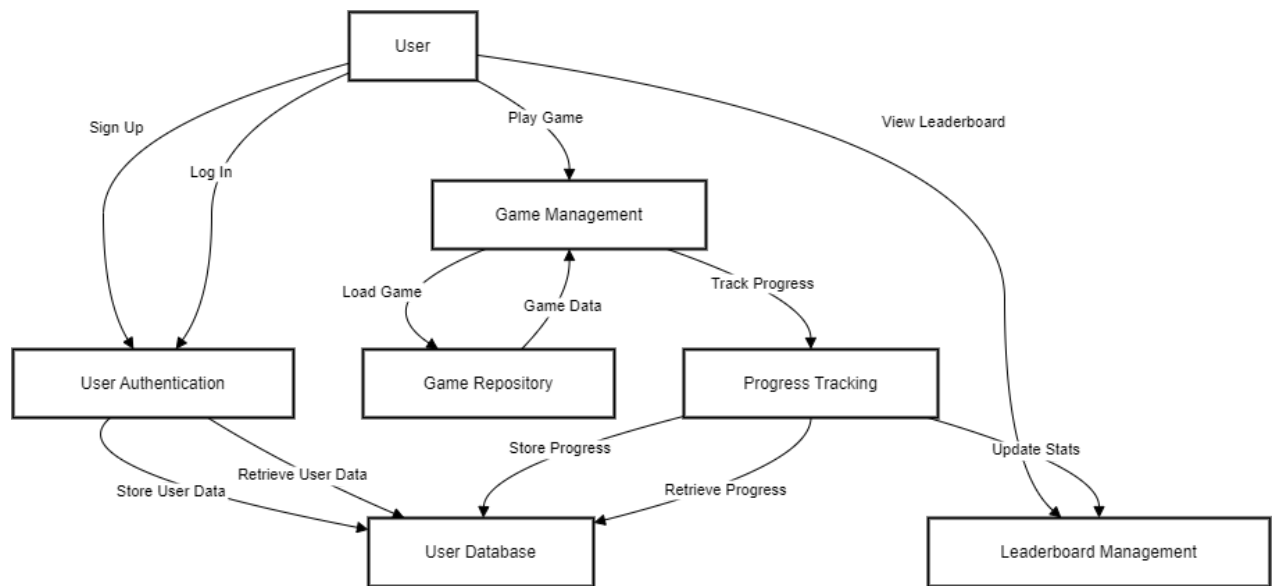 User
Sign Up
Play Game
View Leaderboard
Log In
Game Management
Load Game
Game Data
Track Progress
User Authentication
Game Repository
Progress Tracking
Store Progress
Update Stats
Retrieve User Data
Store User Data
Retrieve Progress
User Database
Leaderboard Management